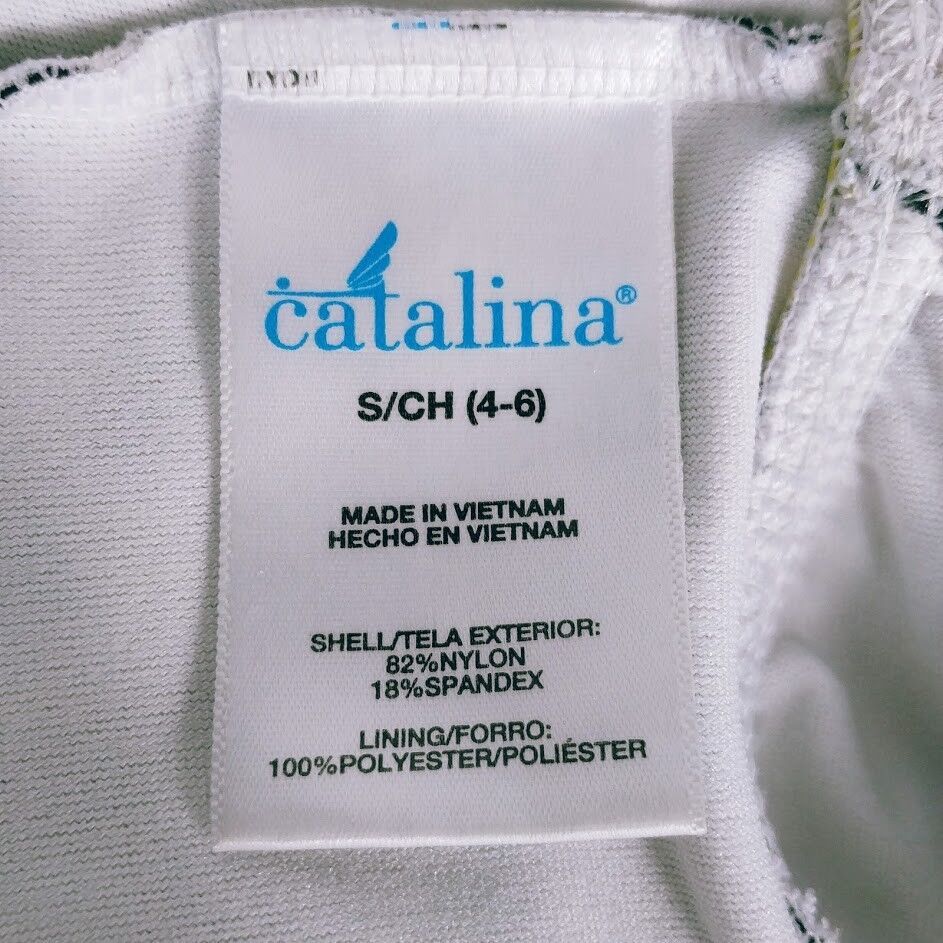 catalina®
S/CH (4-6)
MADE IN VIETNAM
HECHO EN VIETNAM
SHELL/TELA EXTERIOR:
82%NYLON
18%SPANDEX
LINING/FORRO:
100%POLYESTER/POLIÉSTER